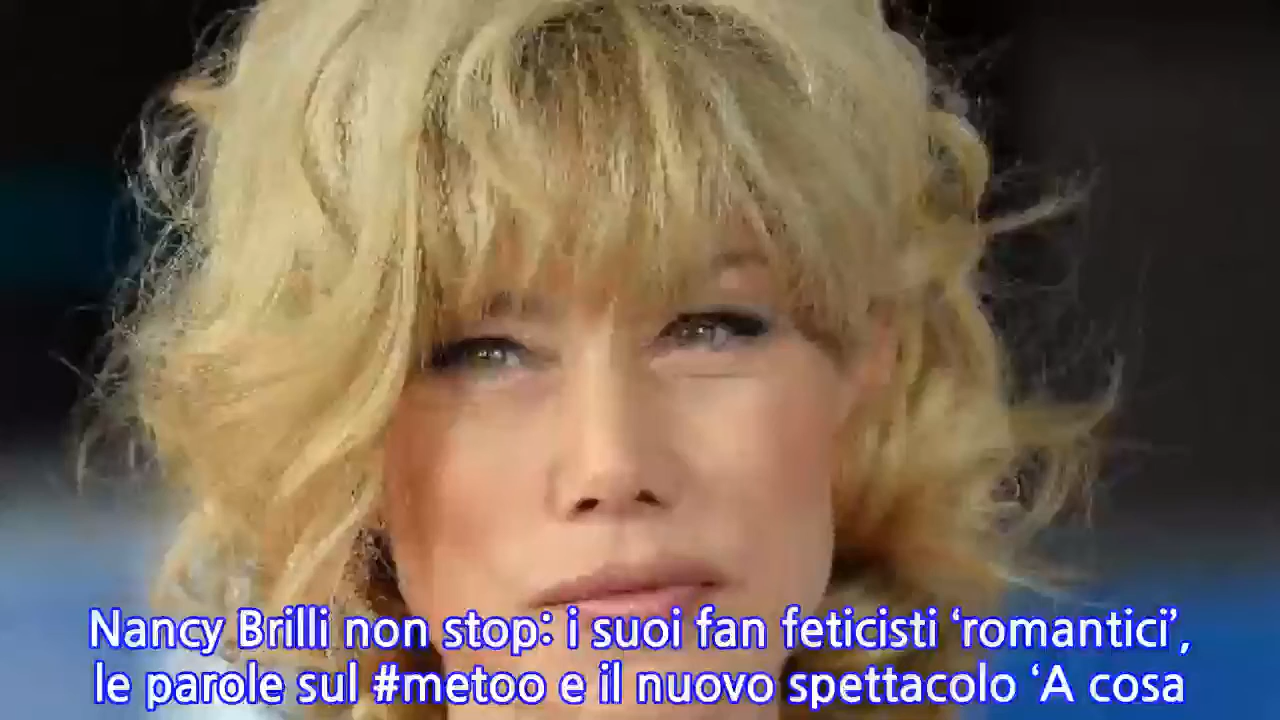 Nancy Brilli non stop: i suoi fan feticisti ‘romantici’,
le parole sul #metoo e il nuovo spettacolo ‘A cosa